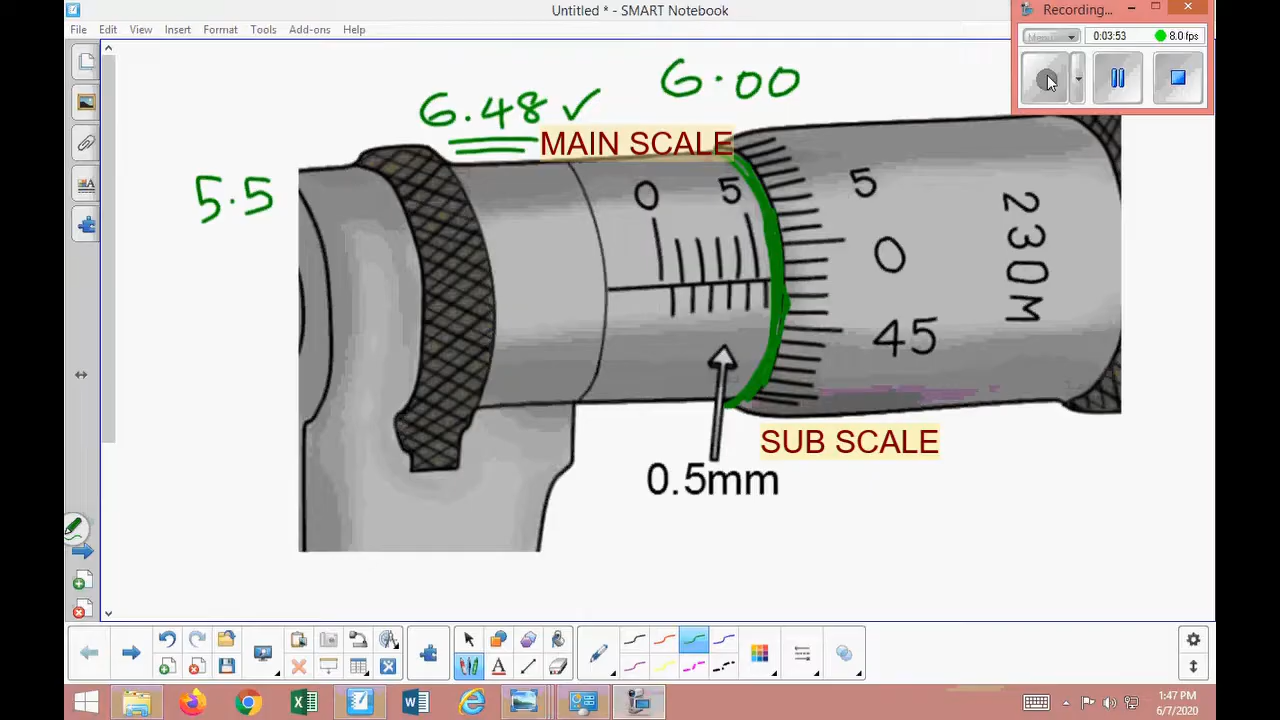 Untitled * - SMART Notebook
Recording...
File Edit View Insert Format Tools Add-ons Help
Menu
0:03:53
8.0 fps
6.00
6.48 ✓
MAIN SCALE
5.5
0 5
5
0
45
230M
SUB SCALE
0.5mm
A
1:47 PM
6/7/2020